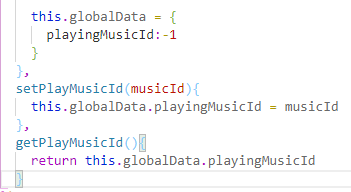 this.globalData = {
playingMusicId:-1
}
},
setPlayMusicId(musicId){
this.globalData.playingMusicId = musicId
},
getPlayMusicId(){
return this.globalData.playingMusicId
}